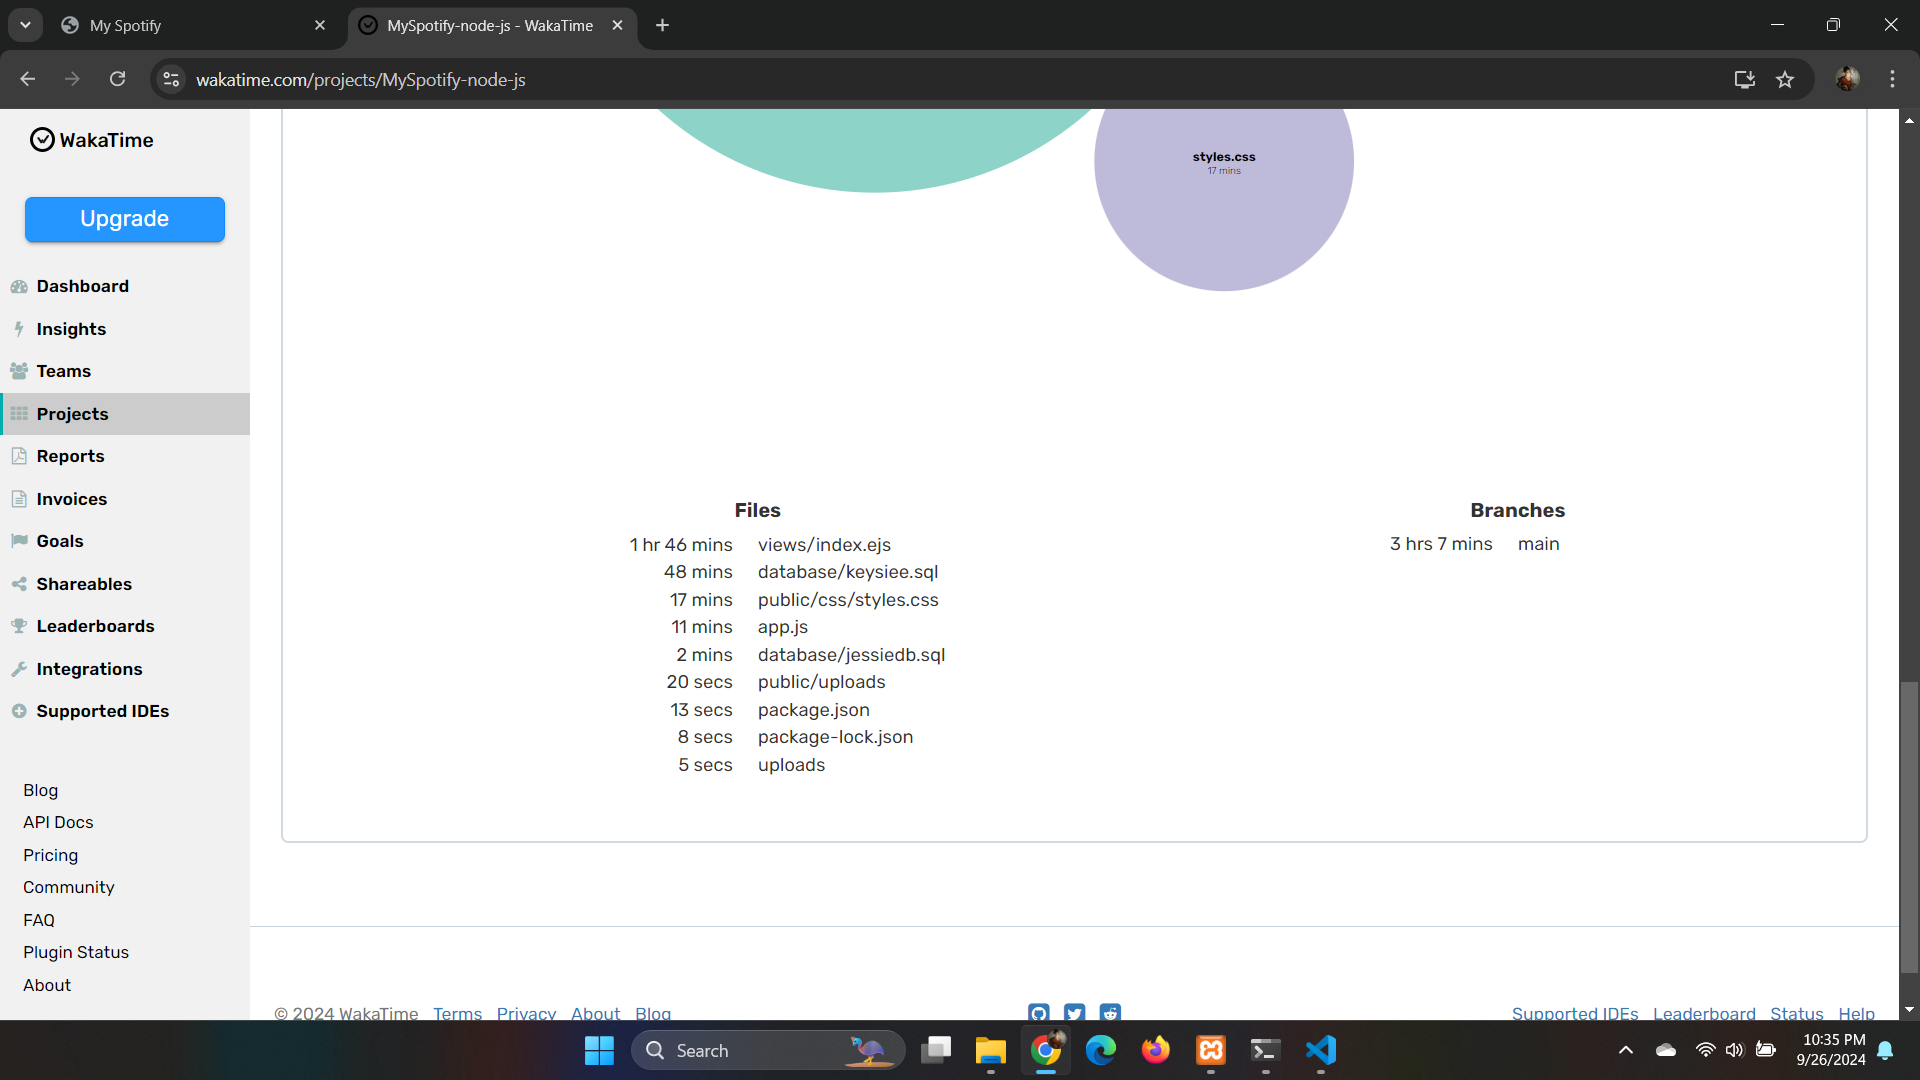 My Spotify
MySpotify-node-js - WakaTime
wakatime.com/projects/MySpotify-node-js
WakaTime
Upgrade
Dashboard
Insights
Teams
Projects
Reports
Invoices
Goals
Shareables
Leaderboards
Integrations
Supported IDEs
Blog
API Docs
Pricing
Community
FAQ
Plugin Status
About
styles.css
17 mins
Files
1 hr 46 mins views/index.ejs
48 mins database/keysiee.sql
17 mins public/css/styles.css
11 mins app.js
2 mins database/jessiedb.sql
20 secs public/uploads
13 secs package.json
8 secs package-lock.json
5 secs uploads
Branches
3 hrs 7 mins main
© 2024 WakaTime Terms Privacy About Blog
Supported IDEs Leaderboard Status Help
Search
10:35 PM
9/26/2024